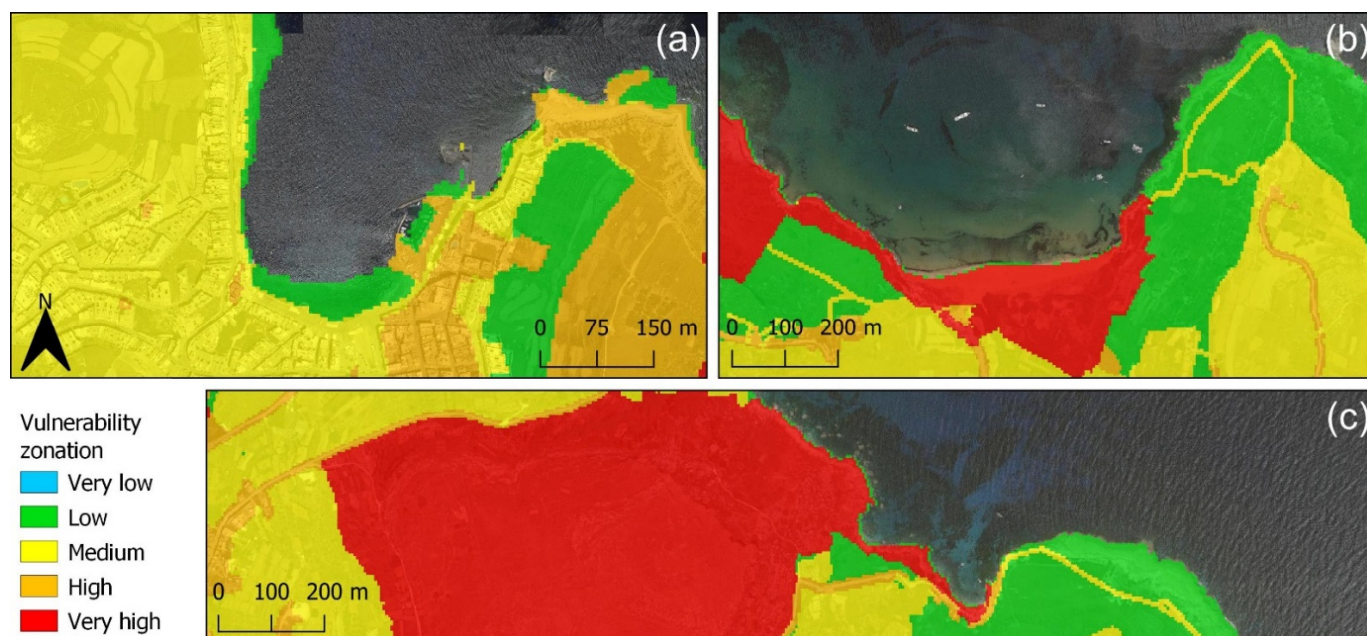 (a)
(b)
N
0 75 150 m
0 100 200 m
(c)
Vulnerability
zonation
Very low
Low
Medium
High
Very high
0 100 200 m